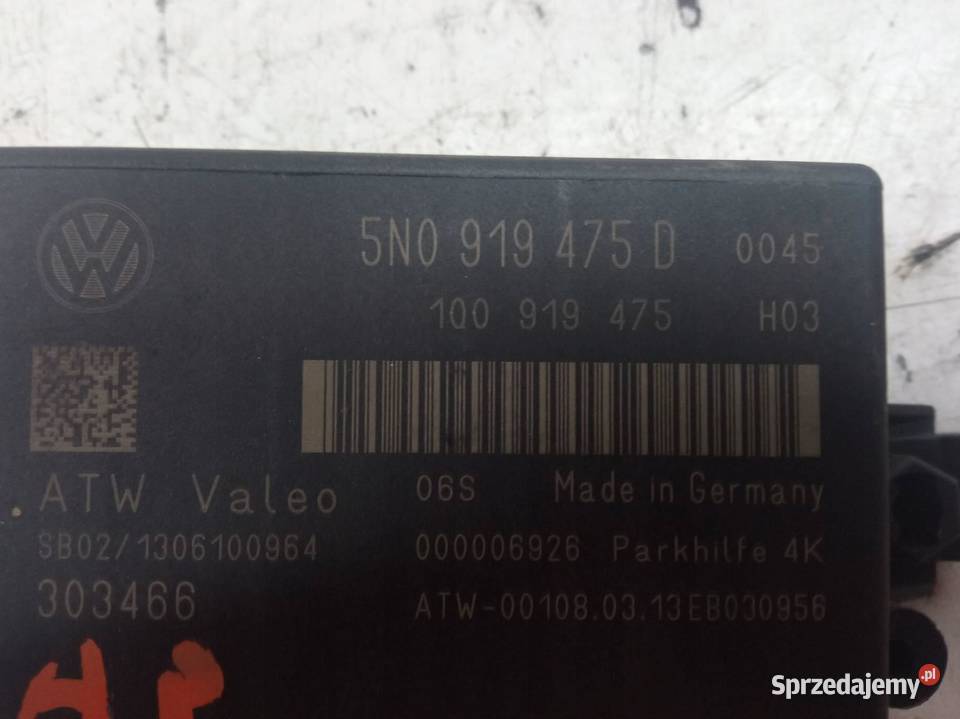 5N0 919 475 D 0045
1Q0 919 475 H03
ATW Valeo 06S Made in Germany
SB02/1306100964 000006926 Parkhilfe 4K
303466 ATW-00108.03.13EB030956
Sprzedajemy.pl